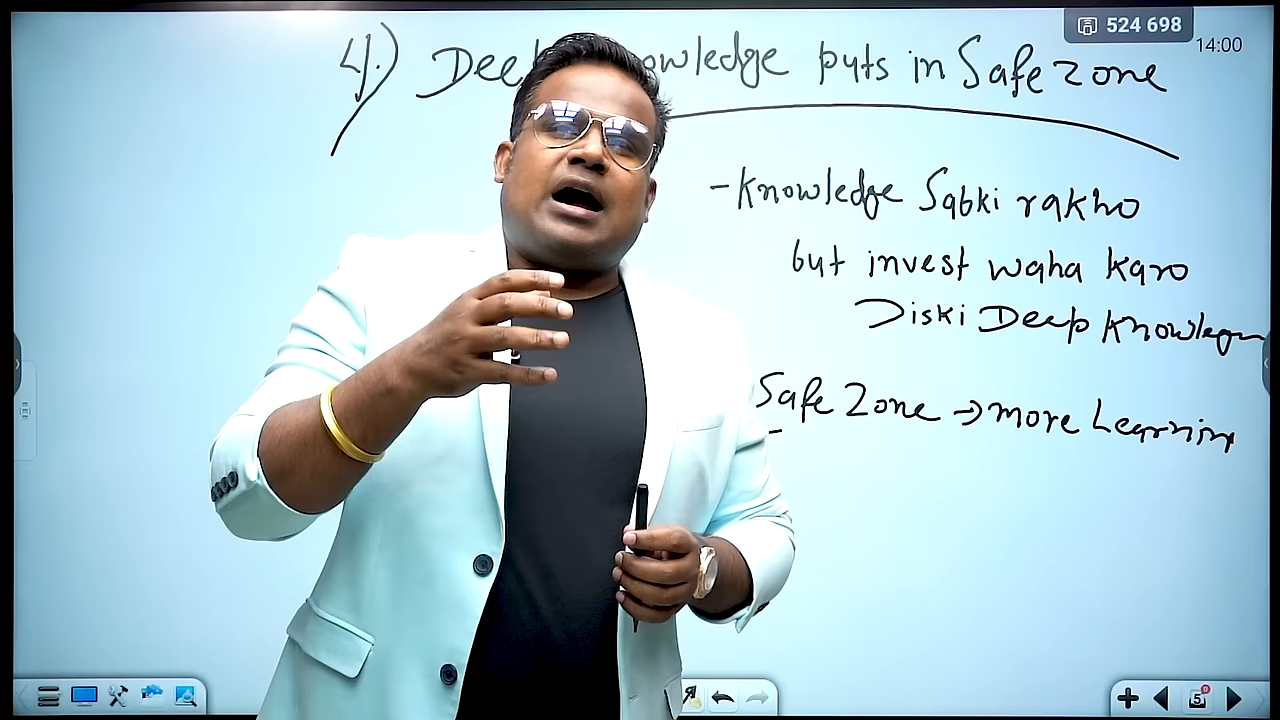 524 698
14:00
4.) Deep knowledge puts in Safe zone
- Knowledge Sabki rakho
but invest waha karo
Jiski Deep Knowledge
Safe Zone → more Learning
5